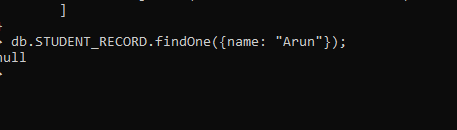 ]
> db.STUDENT_RECORD.findOne({name: "Arun"});
null
>